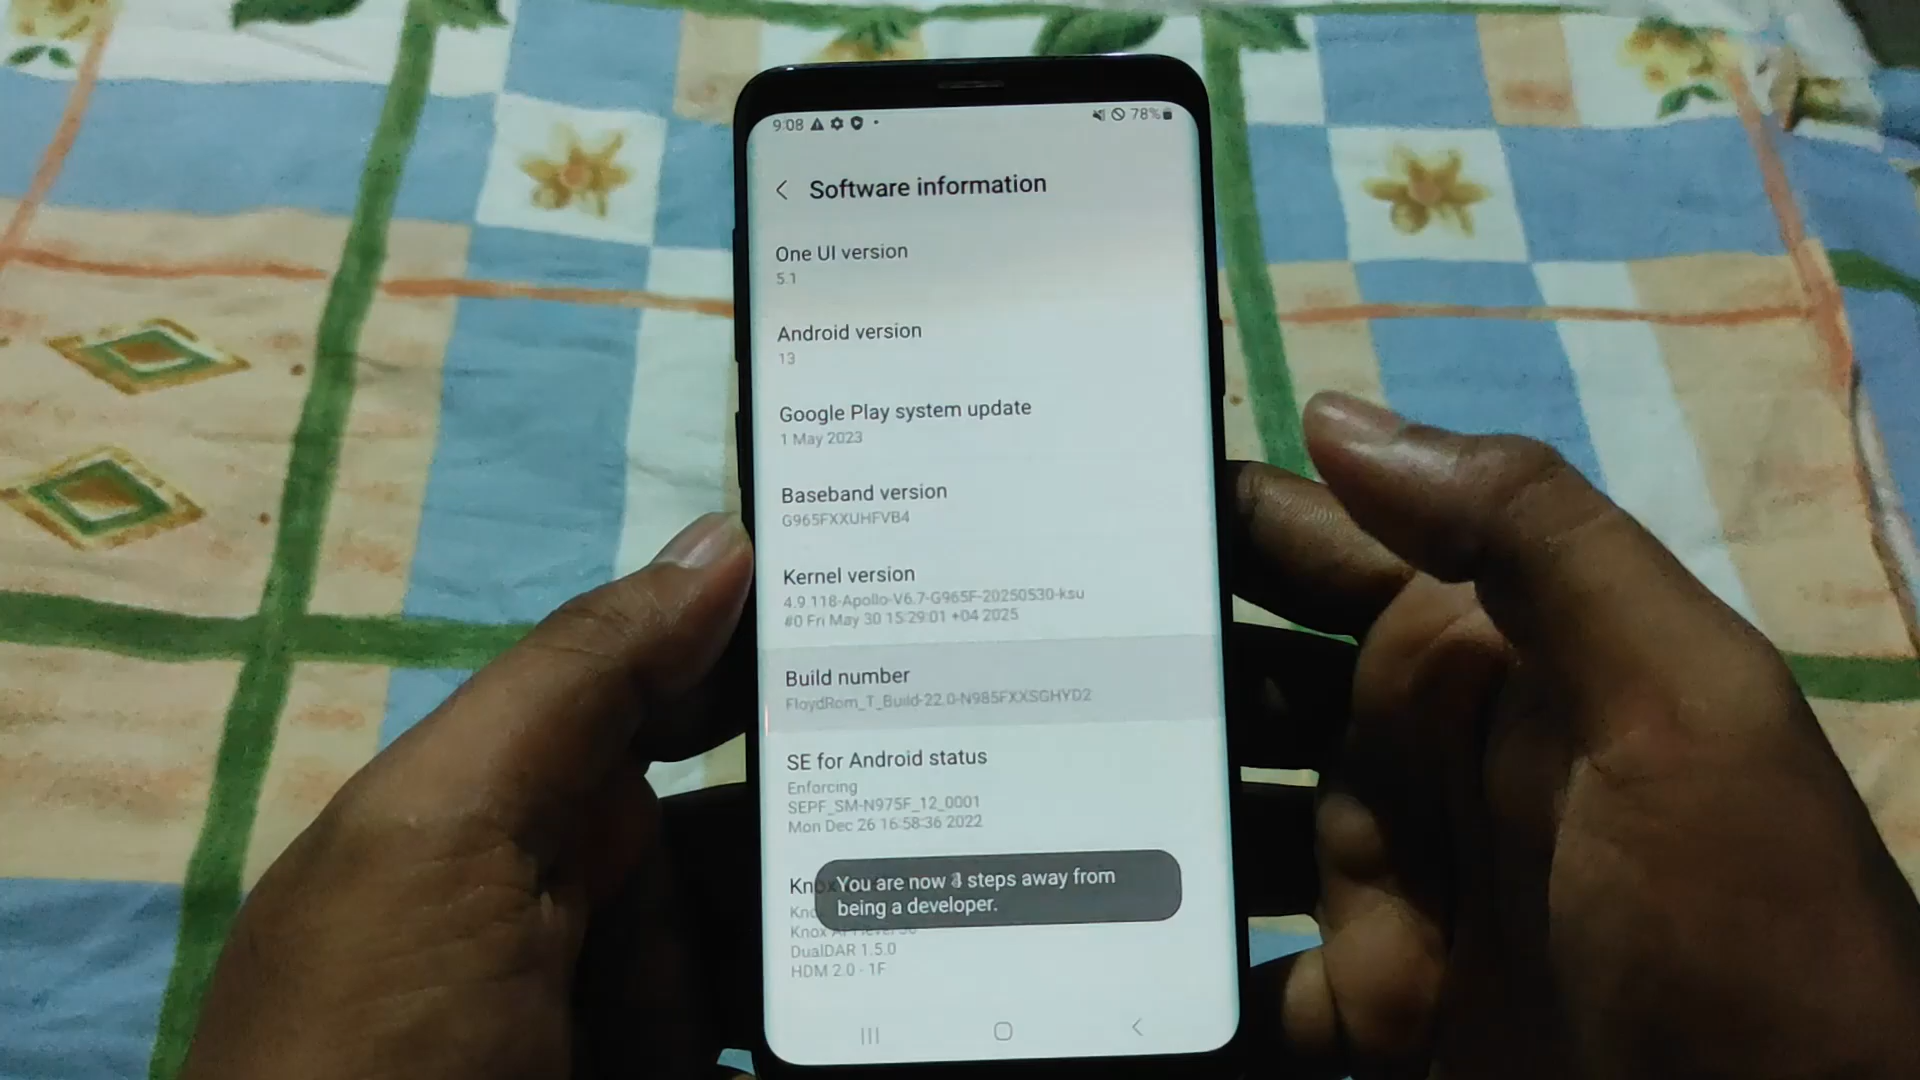 9:08
78%
Software information
One UI version
5.1
Android version
13
Google Play system update
1 May 2023
Baseband version
G965FXXUHFVB4
Kernel version
4.9.118-Apollo-V6.7-G965F-20250530-ksu
#0 Fri May 30 15:29:01 +04 2025
Build number
FloydRom_T_Build-22.0-N985FXXSGHYD2
SE for Android status
Enforcing
SEPF_SM-N975F_12_0001
Mon Dec 26 16:58:36 2022
You are now steps away from
being a developer.
Knox
DualDAR 1.5.0
HDM 2.0 - 1F